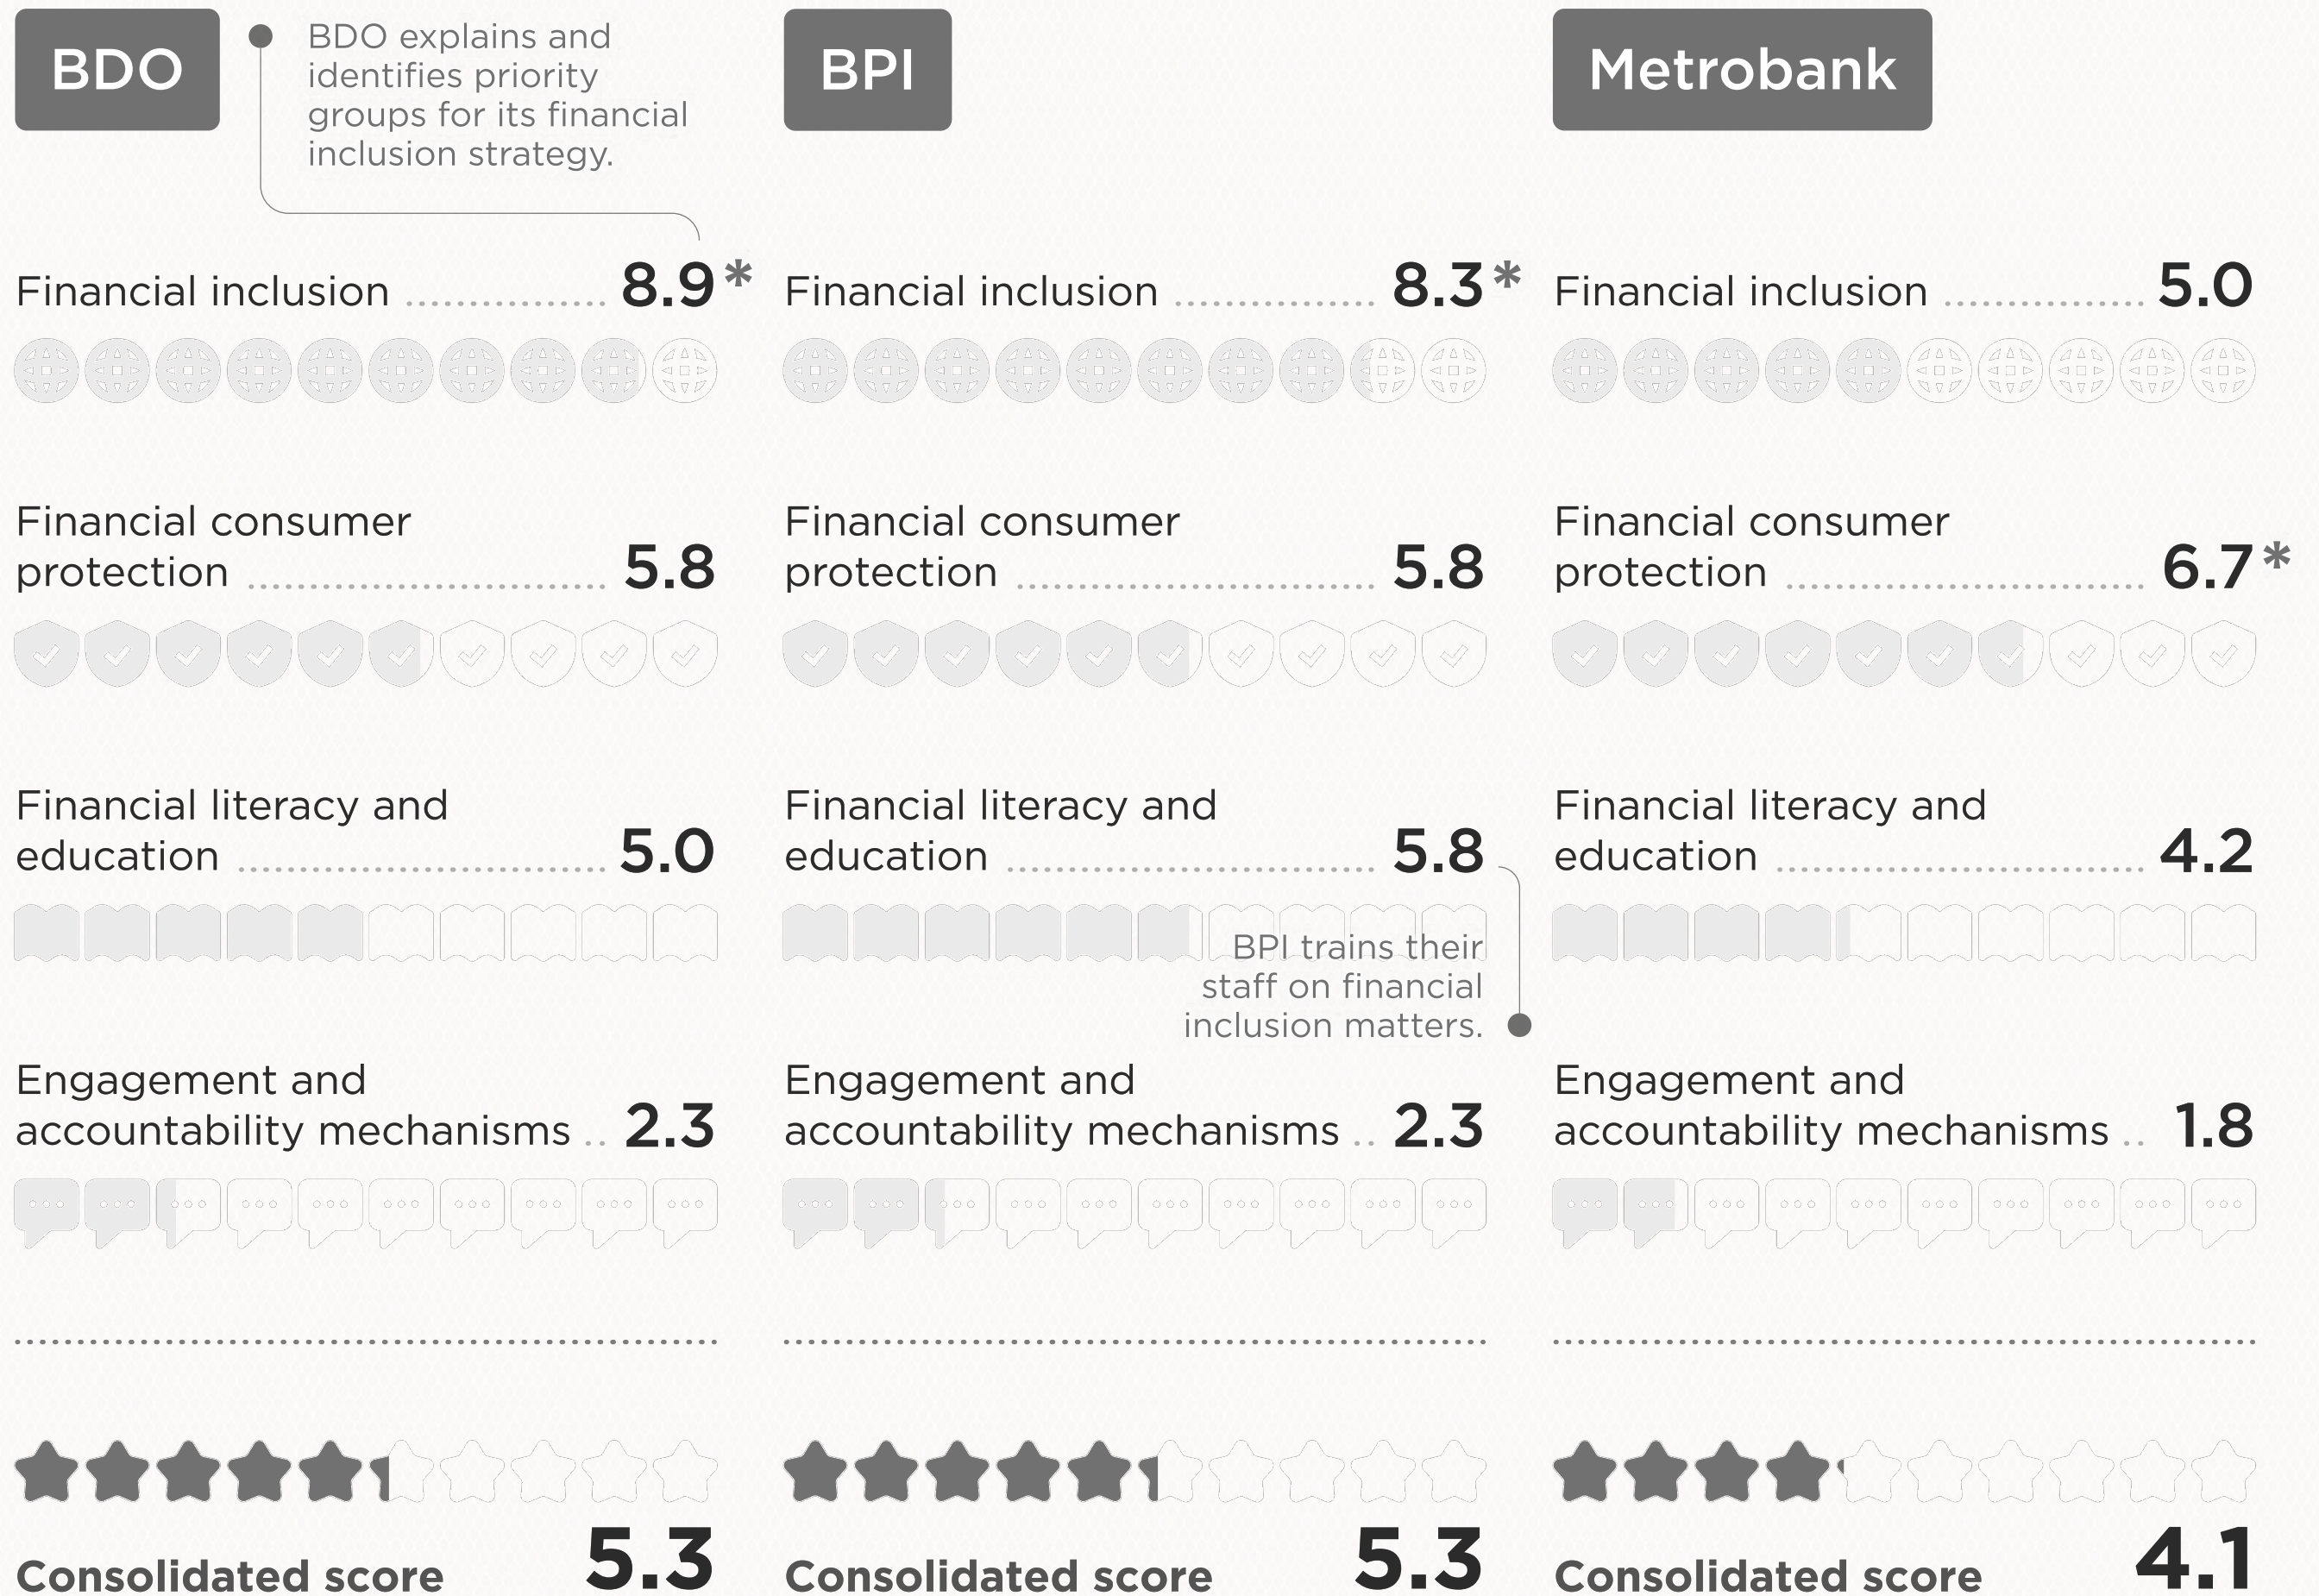 BDO
BDO explains and
identifies priority
groups for its financial
inclusion strategy.
Financial inclusion 8.9*
Financial consumer
protection 5.8
Financial literacy and
education 5.0
Engagement and
accountability mechanisms 2.3
5.3
Consolidated score
BPI
Financial inclusion 8.3*
Financial consumer
protection 5.8
Financial literacy and
education 5.8
BPI trains their
staff on financial
inclusion matters.
Engagement and
accountability mechanisms 2.3
5.3
Consolidated score
Metrobank
Financial inclusion 5.0
Financial consumer
protection 6.7*
Financial literacy and
education 4.2
Engagement and
accountability mechanisms 1.8
4.1
Consolidated score